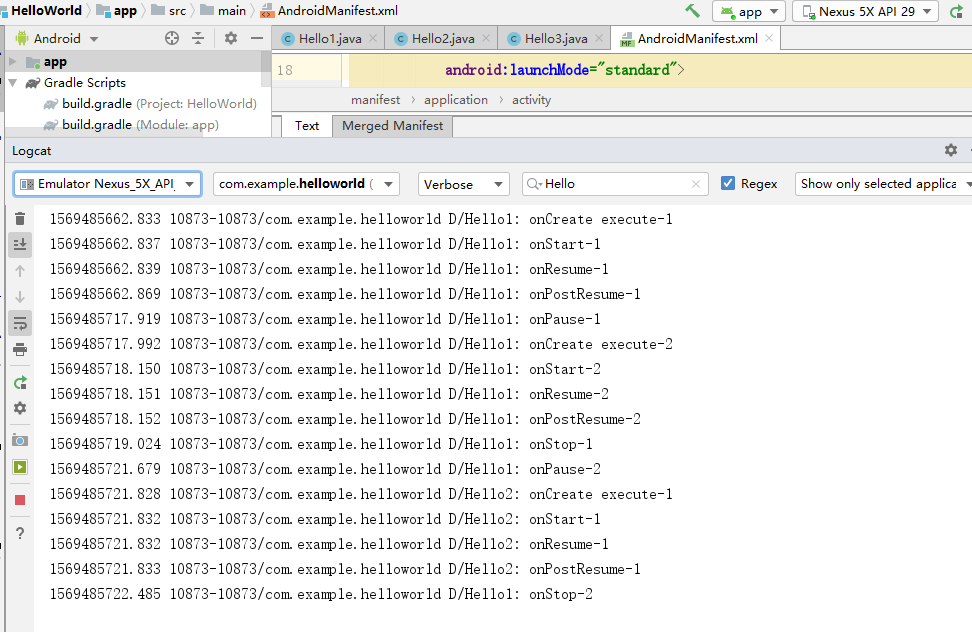 HelloWorld app src main AndroidManifest.xml app Nexus 5X API 29
Android Hello1.java Hello2.java Hello3.java AndroidManifest.xml
app 18 android:launchMode="standard">
Gradle Scripts
manifest application activity
build.gradle (Project: HelloWorld)
build.gradle (Module: app) Text Merged Manifest
Logcat
Emulator Nexus_5X_API_ com.example.helloworld ( Verbose Hello Regex Show only selected applica
1569485662.833 10873-10873/com.example.helloworld D/Hello1: onCreate execute-1
1569485662.837 10873-10873/com.example.helloworld D/Hello1: onStart-1
1569485662.839 10873-10873/com.example.helloworld D/Hello1: onResume-1
1569485662.869 10873-10873/com.example.helloworld D/Hello1: onPostResume-1
1569485717.919 10873-10873/com.example.helloworld D/Hello1: onPause-1
1569485717.992 10873-10873/com.example.helloworld D/Hello1: onCreate execute-2
1569485718.150 10873-10873/com.example.helloworld D/Hello1: onStart-2
1569485718.151 10873-10873/com.example.helloworld D/Hello1: onResume-2
1569485718.152 10873-10873/com.example.helloworld D/Hello1: onPostResume-2
1569485719.024 10873-10873/com.example.helloworld D/Hello1: onStop-1
1569485721.679 10873-10873/com.example.helloworld D/Hello1: onPause-2
1569485721.828 10873-10873/com.example.helloworld D/Hello2: onCreate execute-1
1569485721.832 10873-10873/com.example.helloworld D/Hello2: onStart-1
1569485721.832 10873-10873/com.example.helloworld D/Hello2: onResume-1
1569485721.833 10873-10873/com.example.helloworld D/Hello2: onPostResume-1
1569485722.485 10873-10873/com.example.helloworld D/Hello1: onStop-2